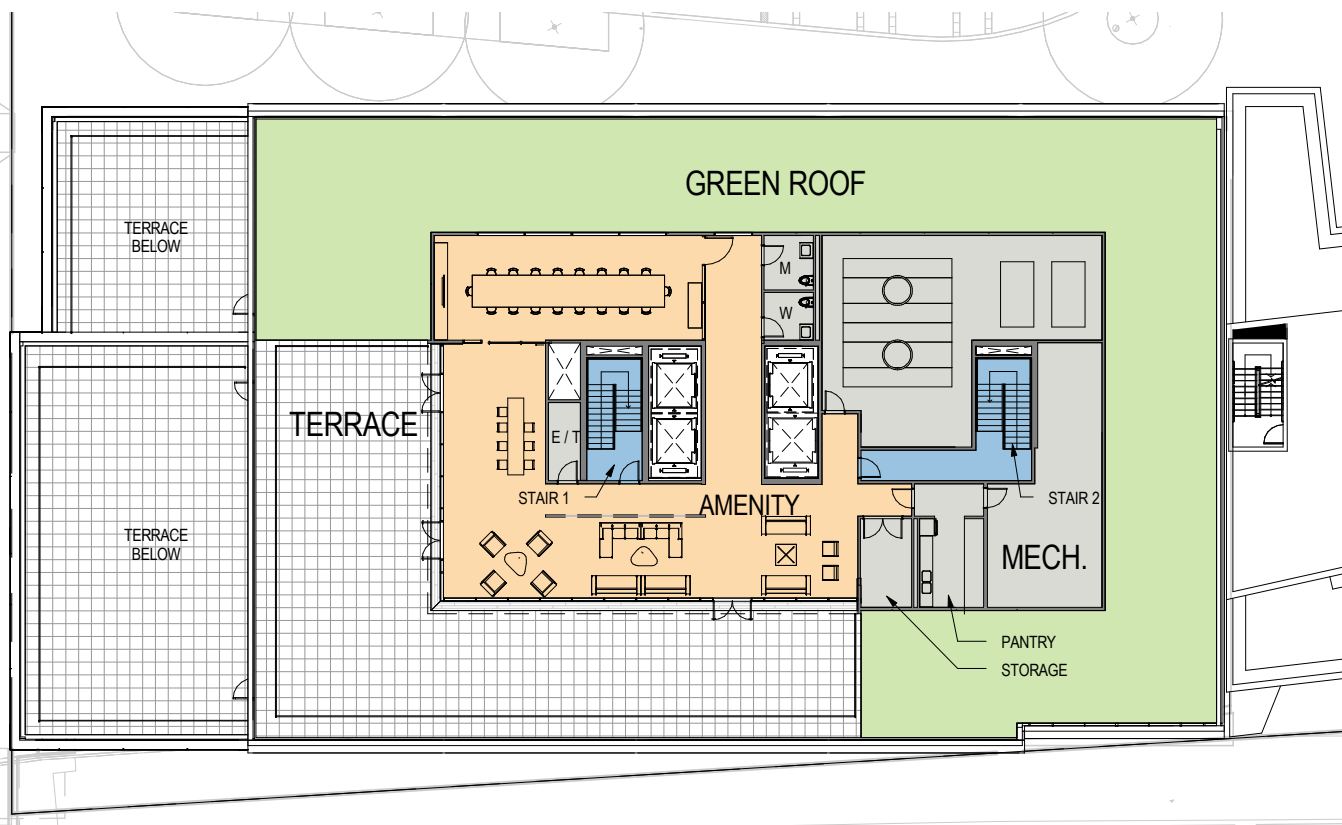 GREEN ROOF
TERRACE
BELOW
M
W
TERRACE
E / T
STAIR 1
AMENITY
STAIR 2
TERRACE
BELOW
MECH.
PANTRY
STORAGE